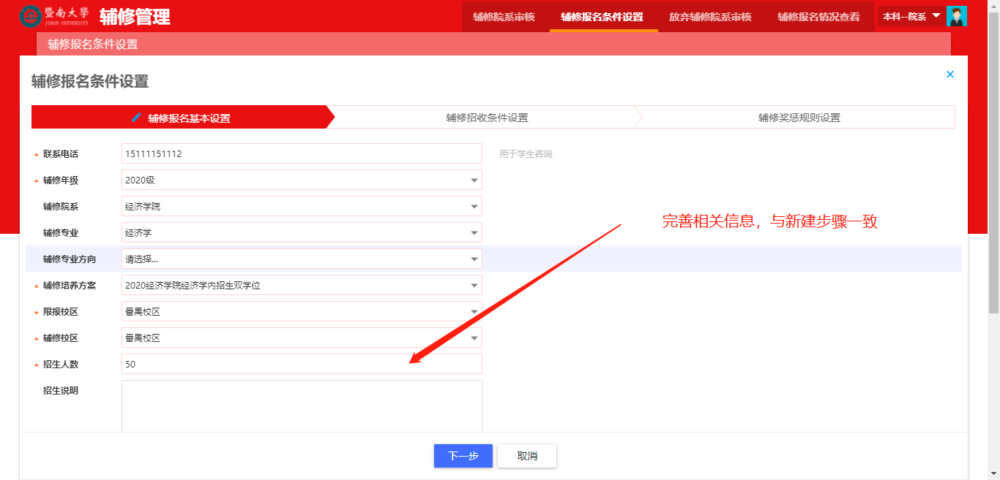 暨南大學
JINAN UNIVERSITY
辅修管理
辅修院系审核 辅修报名条件设置 放弃辅修院系审核 辅修报名情况查看 本科--院系
辅修报名条件设置
辅修报名条件设置
辅修报名基本设置 辅修招收条件设置 辅修奖惩规则设置
* 联系电话 15111151112 用于学生咨询
* 辅修年级 2020级
辅修院系 经济学院
辅修专业 经济学
完善相关信息，与新建步骤一致
辅修专业方向 请选择...
* 辅修培养方案 2020经济学院经济学内招生双学位
* 限报校区 番禺校区
* 辅修校区 番禺校区
* 招生人数 50
招生说明
下一步 取消